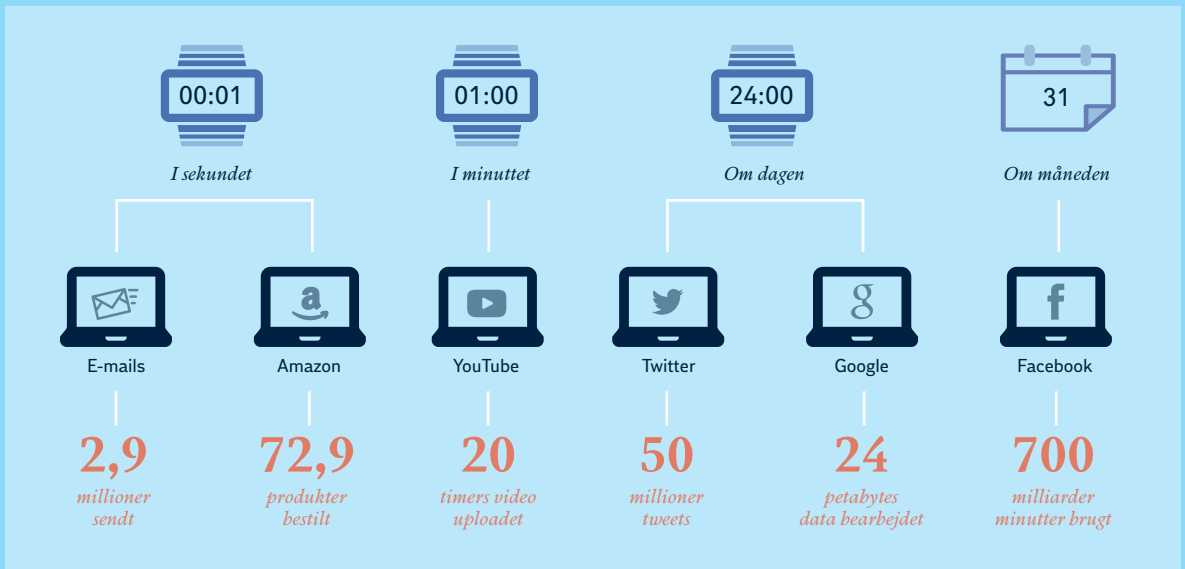 00:01
01:00
24:00
31
I sekundet
I minuttet
Om dagen
Om måneden
E-mails
Amazon
YouTube
Twitter
Google
Facebook
2,9
72,9
20
50
24
700
millioner
sendt
produkter
bestilt
timers video
uploadet
millioner
tweets
petabytes
data bearbejdet
milliarder
minutter brugt